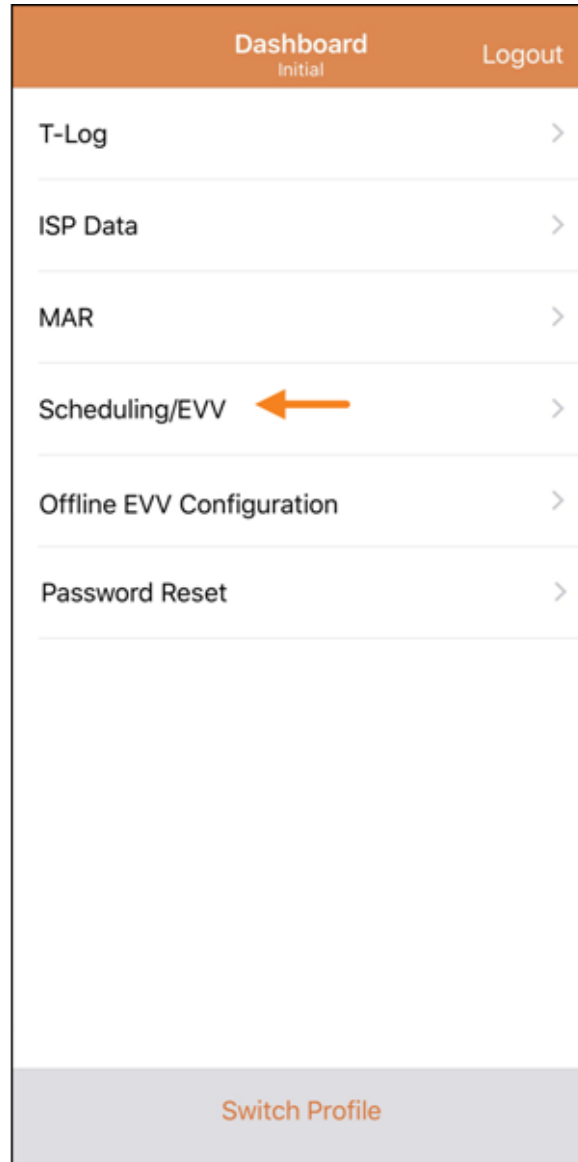 Dashboard
Initial
Logout
T-Log
ISP Data
MAR
Scheduling/EVV
Offline EVV Configuration
Password Reset
Switch Profile